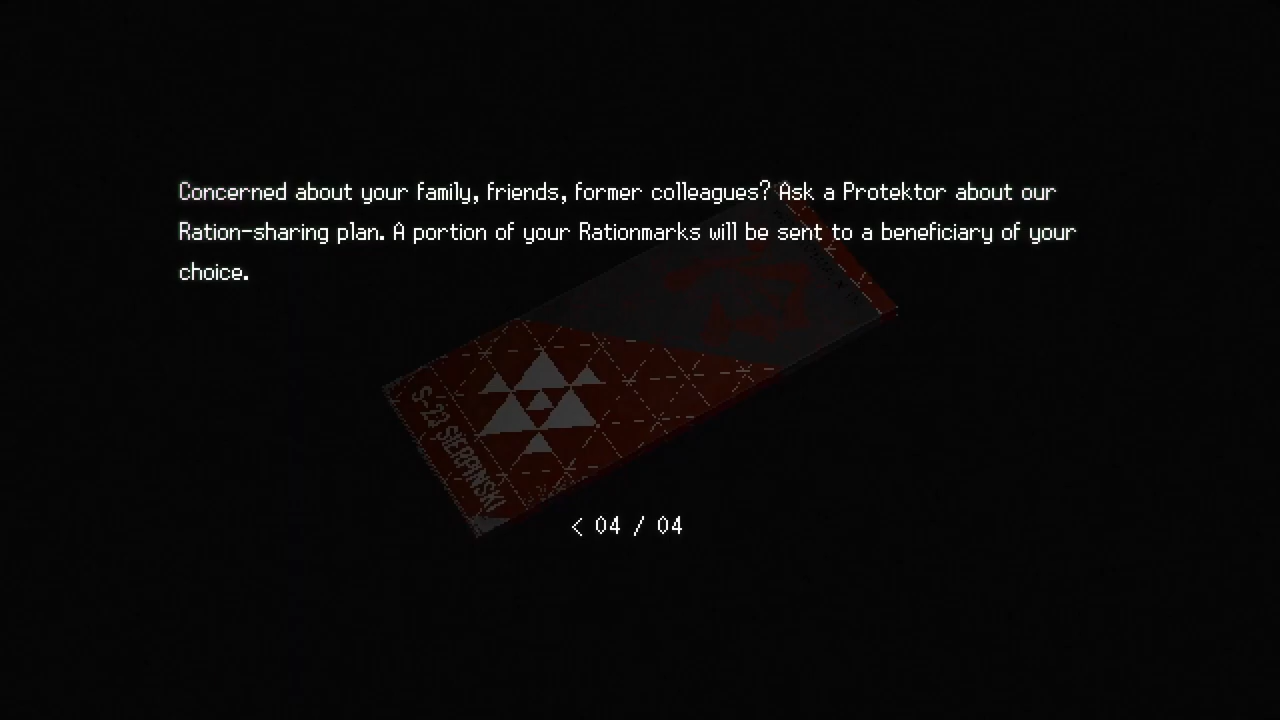 Concerned about your family, friends, former colleagues? Ask a Protektor about our
Ration-sharing plan. A portion of your Rationmarks will be sent to a beneficiary of your
choice.
S-23 SIERPINSKI
< 04 / 04